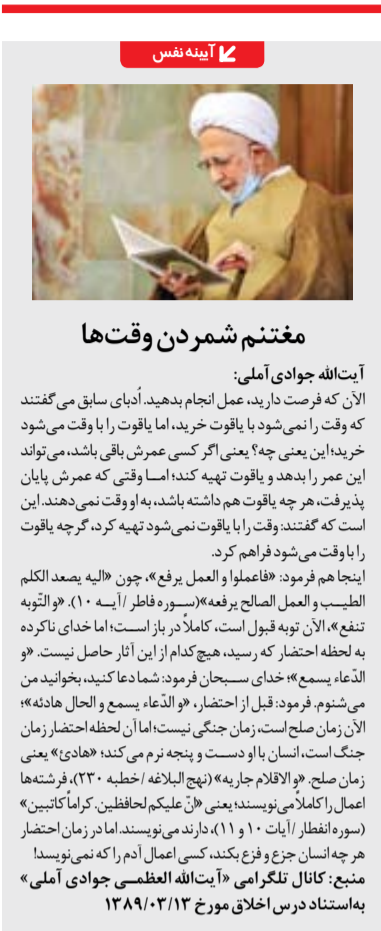 آیینه نفس
مغتنم شمردن وقت‌ها
آیت‌الله جوادی آملی:
الآن که فرصت دارید، عمل انجام بدهید. اُدبای سابق می‌گفتند
که وقت را نمی‌شود با یاقوت خرید، اما یاقوت را با وقت می‌شود
خرید؛ این یعنی چه؟ یعنی اگر کسی عمرش باقی باشد، می‌تواند
این عمر را بدهد و یاقوت تهیه کند؛ امـا وقتی که عمرش پایان
پذیرفت، هر چه یاقوت هم داشته باشد، به او وقت نمی‌دهند. این
است که گفتند: وقت را با یاقوت نمی‌شود تهیه کرد، گرچه یاقوت
را با وقت می‌شود فراهم کرد.
اینجا هم فرمود: «فاعملوا و العمل یرفع»، چون «الیه یصعد الکلم
الطیـب و العمل الصالح یرفعه»(سـوره فاطر / آیـه ۱۰). «و التّوبه
تنفع»، الآن توبه قبول است، کاملاً در باز اسـت؛ اما خدای ناکرده
به لحظه احتضار که رسید، هیچ‌کدام از این آثار حاصل نیست. «و
الدّعاء یسمع»؛ خدای سـبحان فرمود: شما دعا کنید، بخوانید من
می‌شنوم. فرمود: قبل از احتضار، «و الدّعاء یسمع و الحال هادئه»؛
الآن زمان صلح است، زمان جنگی نیست؛ اما آن لحظه احتضار زمان
جنگ است، انسان با او دسـت و پنجه نرم می‌کند؛ «هادئ» یعنی
زمان صلح. «و الاقلام جاریه» (نهج البلاغه / خطبه ۲۳۰)، فرشته‌ها
اعمال را کاملاً می‌نویسند؛ یعنی «انّ علیکم لحافظین. کراماً کاتبین»
(سوره انفطار / آیات ۱۰ و ۱۱)، دارند می‌نویسند. اما در زمان احتضار
هر چه انسان جزع و فزع بکند، کسی اعمال آدم را که نمی‌نویسد!
منبع: کانال تلگرامی «آیت‌الله العظمـی جوادی آملی»
به‌استناد درس اخلاق مورخ ۱۳۸۹/۰۳/۱۳